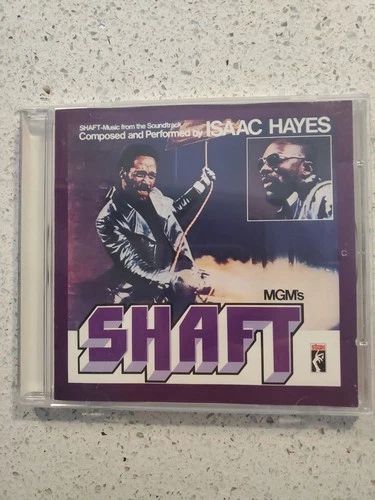 SHAFT-Music from the Soundtrack
Composed and Performed by ISAAC HAYES
MGM's
SHAFT